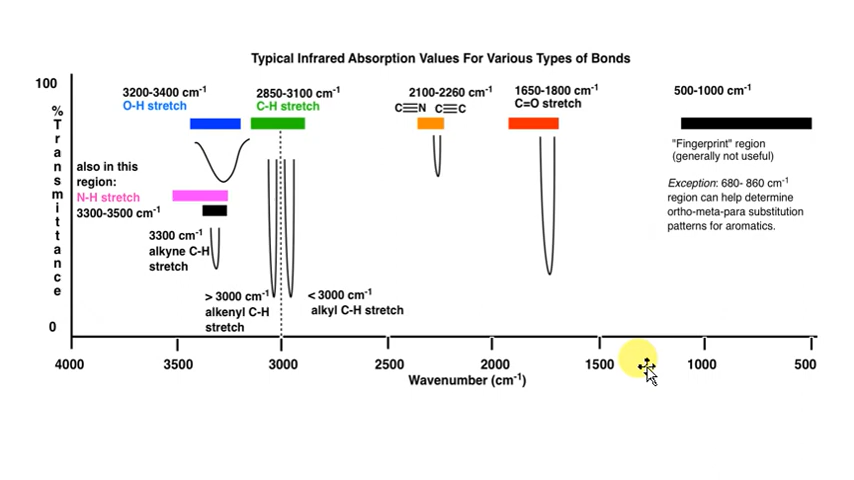 Typical Infrared Absorption Values For Various Types of Bonds
100
% Transmittance
0
3200-3400 cm-1
O-H stretch
2850-3100 cm-1
C-H stretch
2100-2260 cm-1
C≡N C≡C
1650-1800 cm-1
C=O stretch
500-1000 cm-1
"Fingerprint" region
(generally not useful)
Exception: 680- 860 cm-1
region can help determine
ortho-meta-para substitution
patterns for aromatics.
also in this
region:
N-H stretch
3300-3500 cm-1
3300 cm-1
alkyne C-H
stretch
> 3000 cm-1
alkenyl C-H
stretch
< 3000 cm-1
alkyl C-H stretch
4000 3500 3000 2500 2000 1500 1000 500
Wavenumber (cm-1)